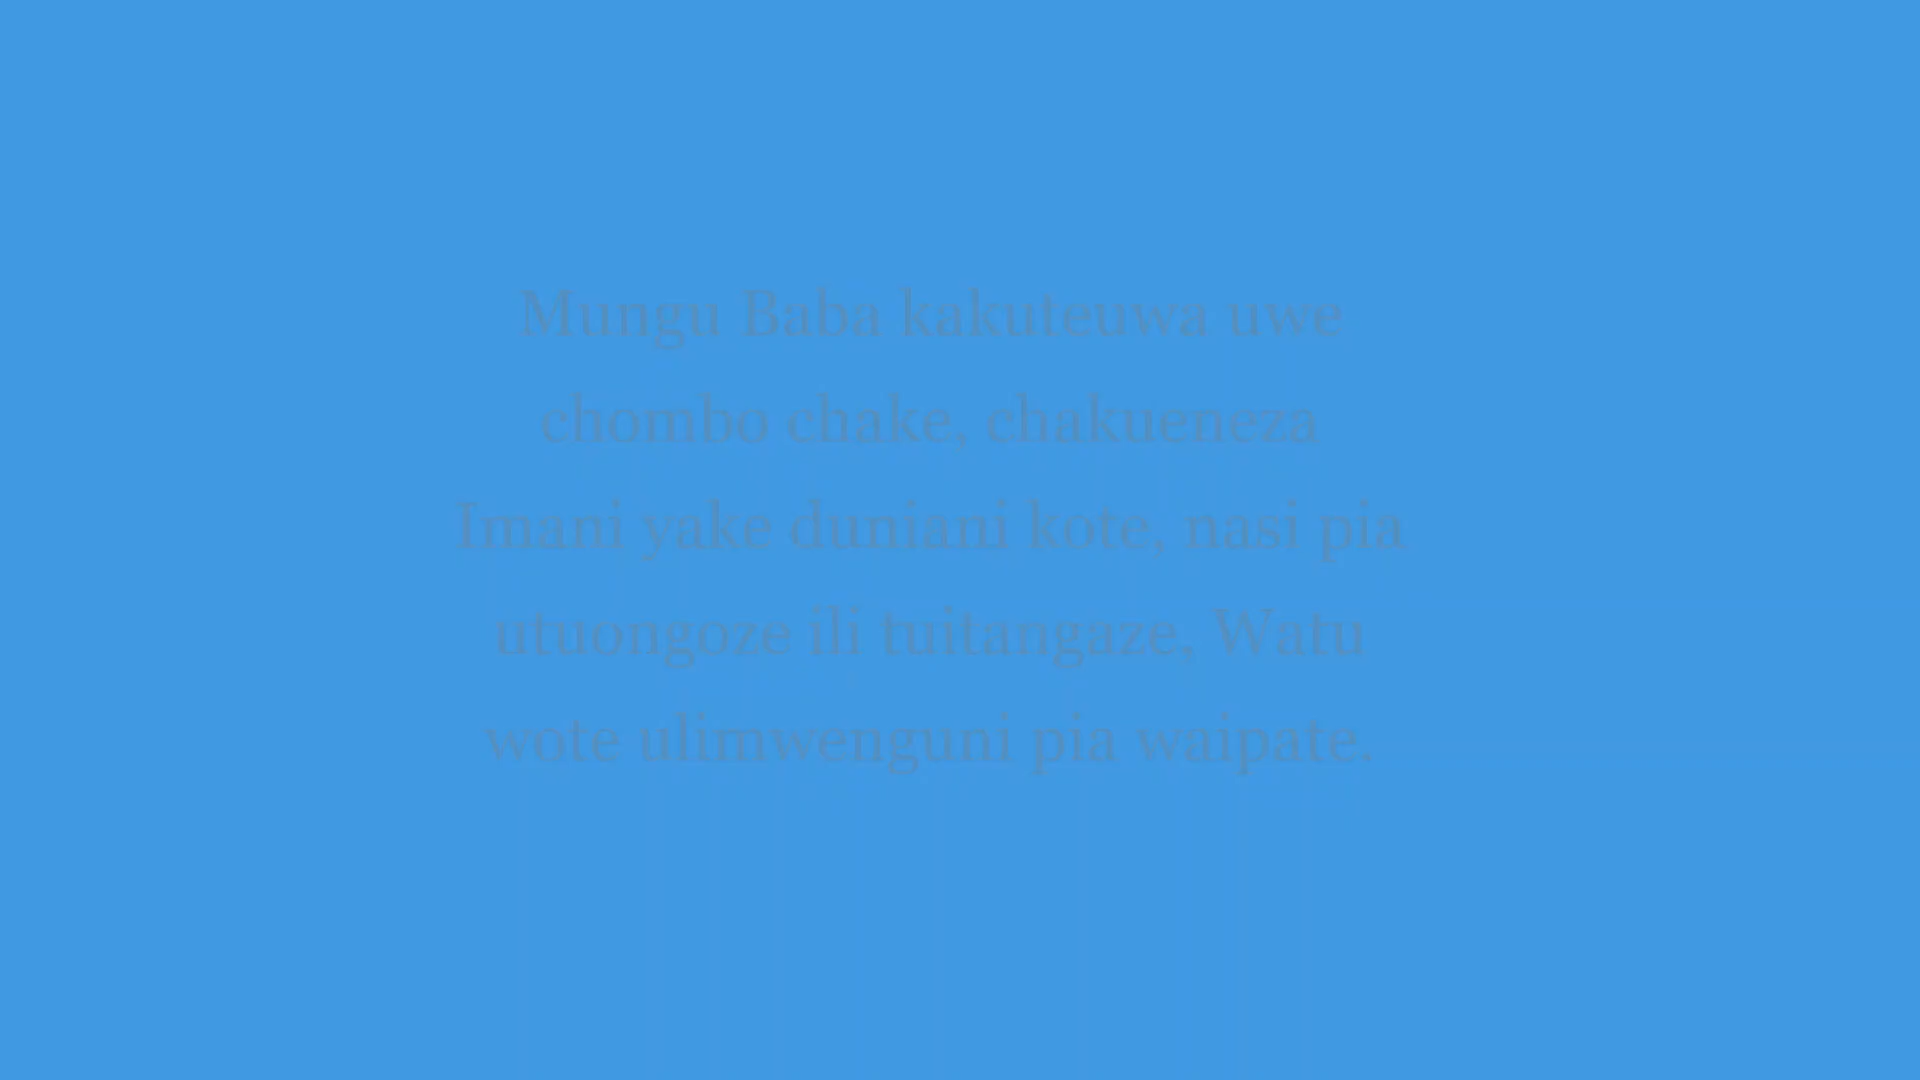 Mungu Baba kakuteuwa uwe
chombo chake, chakueneza
Imani yake duniani kote, nasi pia
utuongoze ili tuitangaze, Watu
wote ulimwenguni pia waipate.